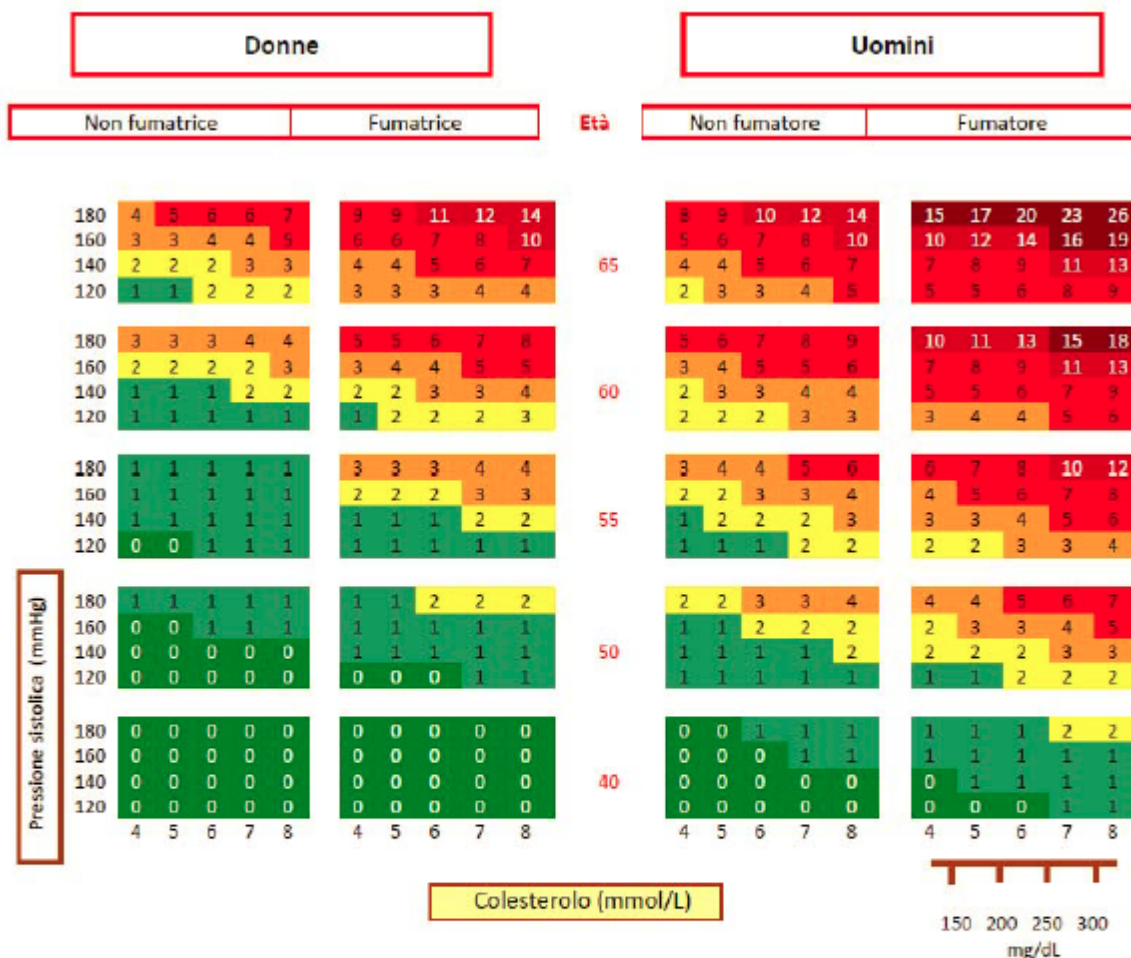 Donne Uomini
Non fumatrice Fumatrice Età Non fumatore Fumatore
180 4 5 6 6 7 9 9 11 12 14 8 9 10 12 14 15 17 20 23 26
160 3 3 4 4 5 6 6 7 8 10 5 6 7 8 10 10 12 14 16 19
140 2 2 2 3 3 4 4 5 6 7 65 4 4 5 6 7 7 8 9 11 13
120 1 1 2 2 2 3 3 3 4 4 2 3 3 4 5 5 5 6 8 9
180 3 3 3 4 4 5 5 6 7 8 5 6 7 8 9 10 11 13 15 18
160 2 2 2 2 3 3 4 4 5 5 3 4 5 5 6 7 8 9 11 13
140 1 1 1 2 2 2 2 3 3 4 60 2 3 3 4 4 5 5 6 7 9
120 1 1 1 1 1 1 2 2 2 3 2 2 2 3 3 3 4 4 5 6
180 1 1 1 1 1 3 3 3 4 4 3 4 4 5 6 6 7 8 10 12
160 1 1 1 1 1 2 2 2 3 3 2 2 3 3 4 4 5 6 7 8
140 1 1 1 1 1 1 1 1 2 2 55 1 2 2 2 3 3 3 4 5 6
120 0 0 1 1 1 1 1 1 1 1 1 1 1 2 2 2 2 3 3 4
180 1 1 1 1 1 1 1 2 2 2 2 2 3 3 4 4 4 5 6 7
160 0 0 1 1 1 1 1 1 1 1 1 1 2 2 2 2 3 3 4 5
140 0 0 0 0 0 1 1 1 1 1 50 1 1 1 1 2 2 2 2 3 3
120 0 0 0 0 0 0 0 0 1 1 1 1 1 1 1 1 1 2 2 2
180 0 0 0 0 0 0 0 0 0 0 0 0 1 1 1 1 1 1 2 2
160 0 0 0 0 0 0 0 0 0 0 0 0 0 1 1 1 1 1 1 1
140 0 0 0 0 0 0 0 0 0 0 40 0 0 0 0 0 0 1 1 1 1
120 0 0 0 0 0 0 0 0 0 0 0 0 0 0 0 0 0 0 1 1
4 5 6 7 8 4 5 6 7 8 4 5 6 7 8 4 5 6 7 8
Pressione sistolica (mmHg)
Colesterolo (mmol/L)
150 200 250 300
mg/dL